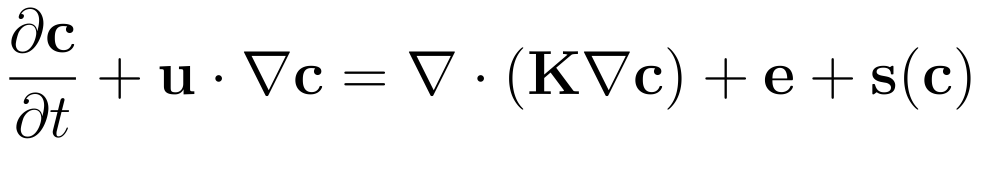 ∂𝐜/∂t + 𝐮 · ∇𝐜 = ∇ · (𝐊∇𝐜) + 𝐞 + 𝐬(𝐜)